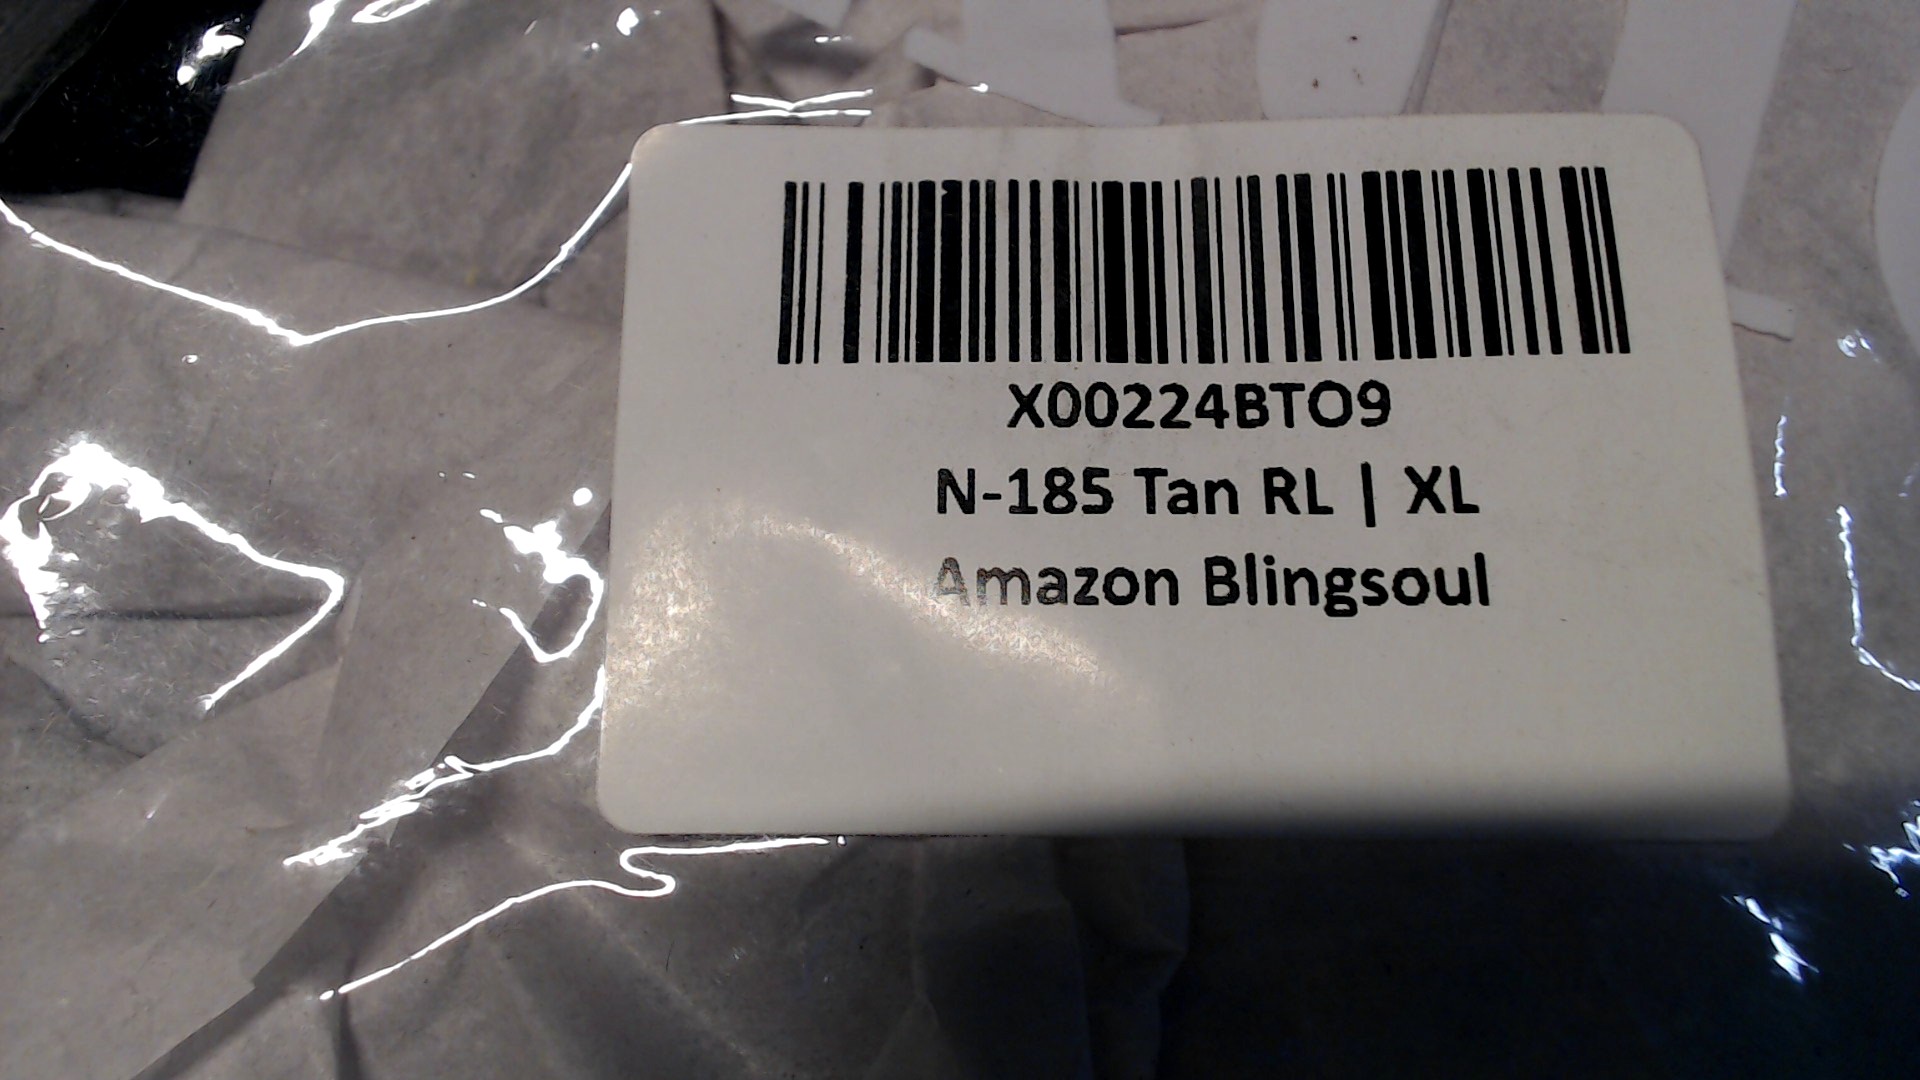 X00224BTO9
N-185 Tan RL | XL
Amazon Blingsoul